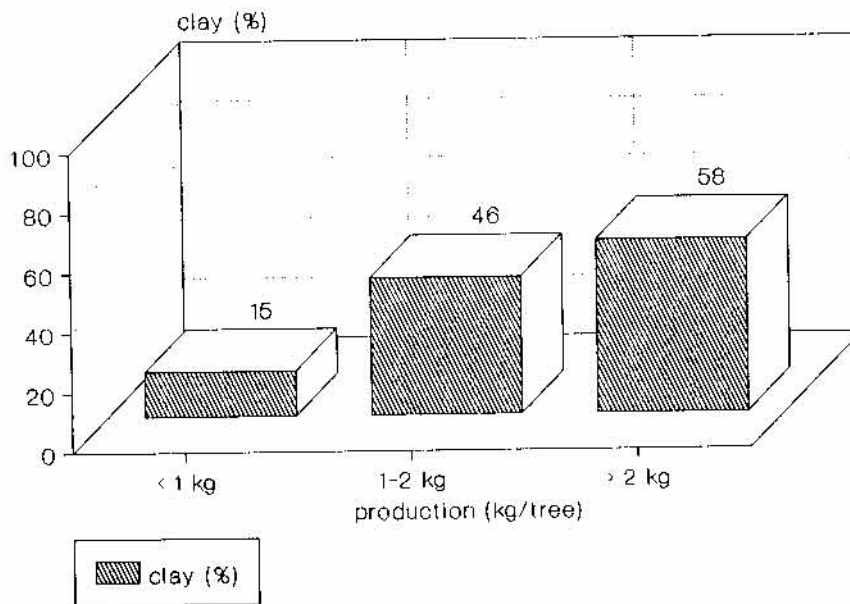 clay (%)
100
80
60
40
20
0
15
46
58
< 1 kg
1-2 kg
> 2 kg
production (kg/tree)
clay (%)